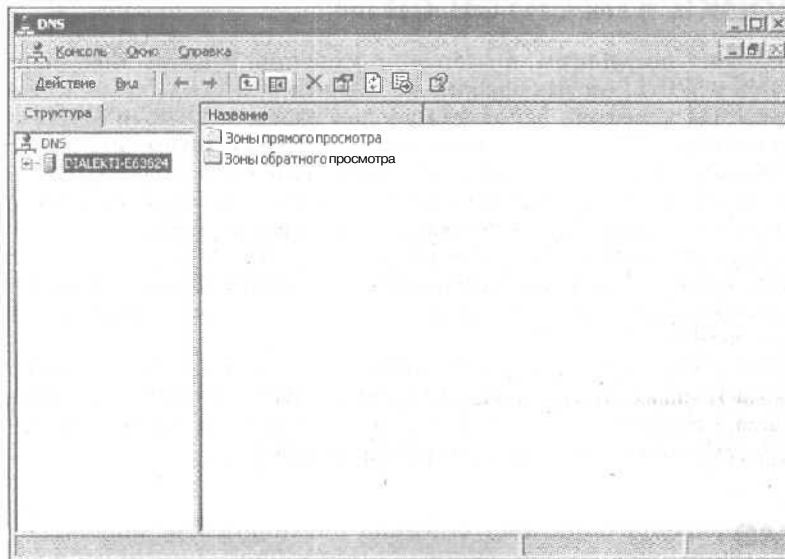 DNS
Консоль Окно Справка
Действие Вид
Структура
Название
DNS
DIALEKTI-E63624
Зоны прямого просмотра
Зоны обратного просмотра